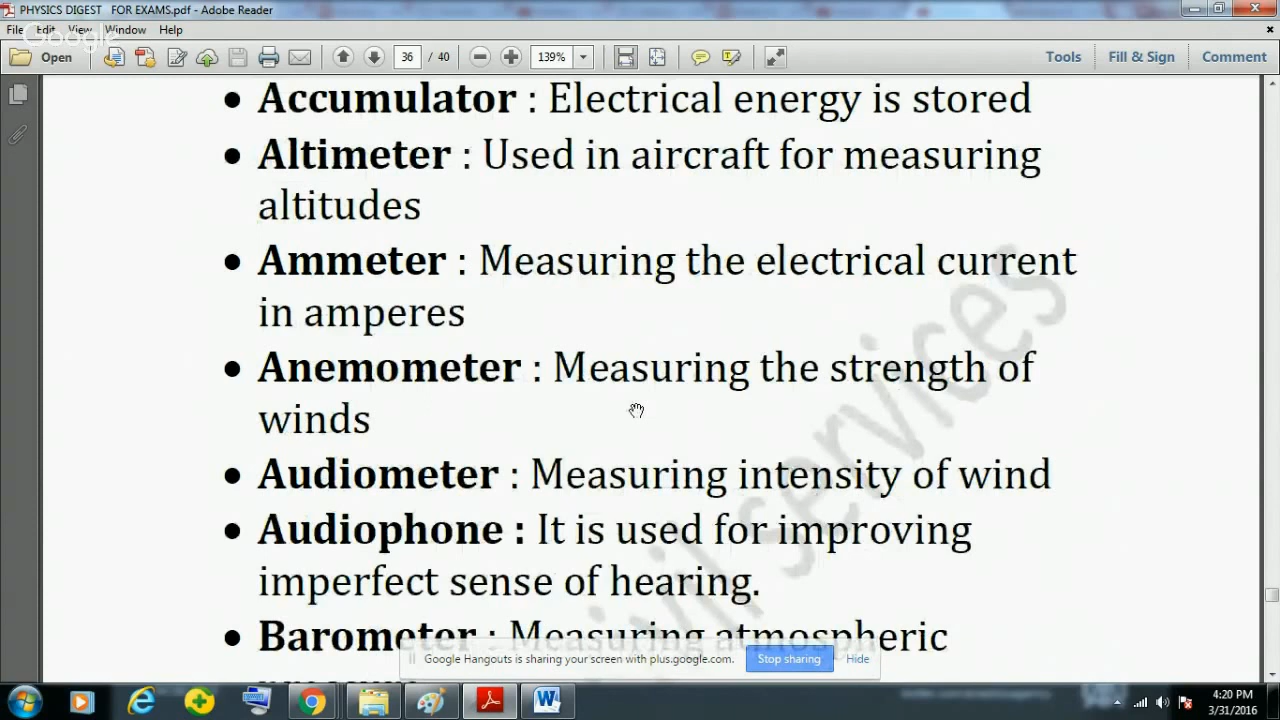 PHYSICS DIGEST FOR EXAMS.pdf - Adobe Reader
File Edit View Window Help
Google
Open 36 / 40 139% Tools Fill & Sign Comment
• Accumulator : Electrical energy is stored
• Altimeter : Used in aircraft for measuring
altitudes
• Ammeter : Measuring the electrical current
in amperes
• Anemometer : Measuring the strength of
winds
• Audiometer : Measuring intensity of wind
• Audiophone : It is used for improving
imperfect sense of hearing.
• Barometer : Measuring atmospheric
civil services
Google Hangouts is sharing your screen with plus.google.com. Stop sharing Hide
4:20 PM
3/31/2016